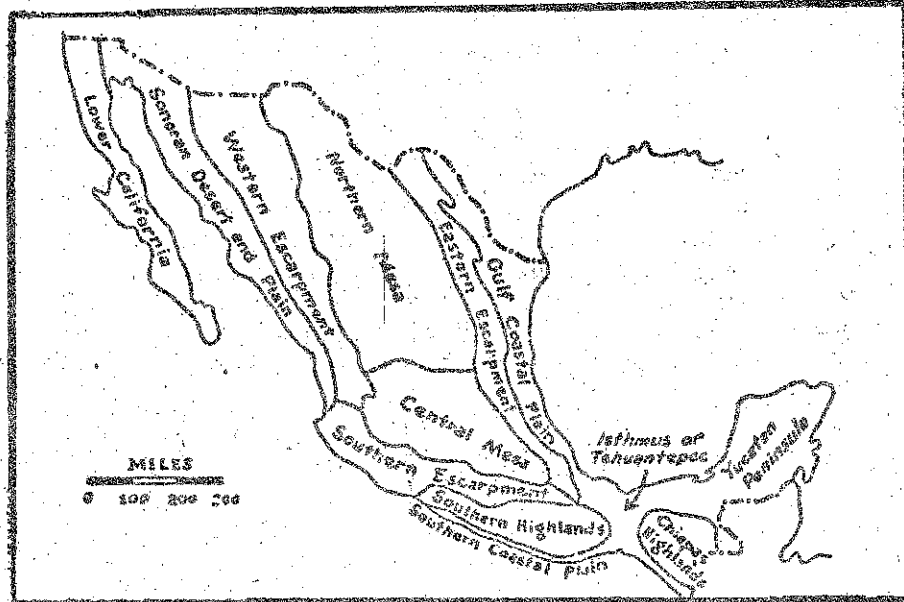 Lower California
Sonoran Desert and Plain
Western Escarpment
Northern Mesa
Eastern Escarpment
Gulf Coastal Plain
Central Mesa
Southern Escarpment
Southern Highlands
Southern Coastal Plain
Isthmus of
Tehuantepec
Yucatan
Peninsula
Chiapas
Highlands
MILES
0 100 200 300